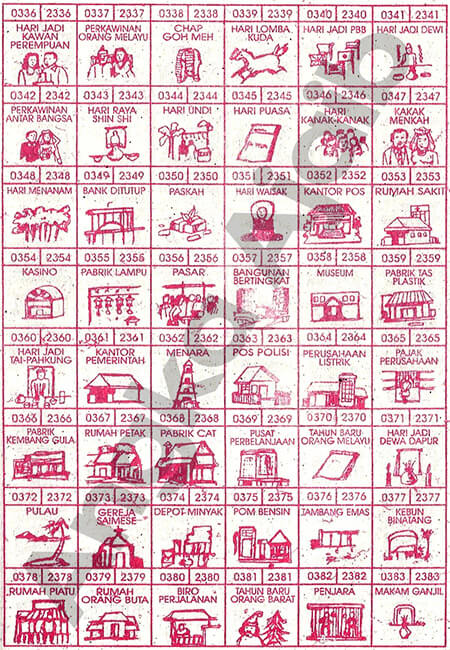 0336 2336
HARI JADI
KAWAN
PEREMPUAN
0337 2337
PERKAWINAN
ORANG MELAYU
0338 2338
CHAP
GOH MEH
0339 2339
HARI LOMBA
KUDA
0340 2340
HARI JADI PBB
0341 2341
HARI JADI DEWI
0342 2342
PERKAWINAN
ANTAR BANGSA
0343 2343
HARI RAYA
SHIN SHI
0344 2344
HARI UNDI
0345 2345
HARI PUASA
0346 2346
HARI
KANAK-KANAK
0347 2347
KAKAK
MENKAH
0348 2348
HARI MENANAM
0349 2349
BANK DITUTUP
0350 2350
PASKAH
0351 2351
HARI WAISAK
0352 2352
KANTOR POS
0353 2353
RUMAH SAKIT
0354 2354
KASINO
0355 2355
PABRIK LAMPU
0356 2356
PASAR
0357 2357
BANGUNAN
BERTINGKAT
0358 2358
MUSEUM
0359 2359
PABRIK TAS
PLASTIK
0360 2360
HARI JADI
TAI-PAHKUNG
0361 2361
KANTOR
PEMERINTAH
0362 2362
MENARA
0363 2363
POS POLISI
0364 2364
PERUSAHAAN
LISTRIK
0365 2365
PAJAK
PERUSAHAAN
0366 2366
PABRIK
KEMBANG GULA
0367 2367
RUMAH PETAK
0368 2368
PABRIK CAT
0369 2369
PUSAT
PERBELANJAAN
0370 2370
TAHUN BARU
ORANG MELAYU
0371 2371
HARI JADI
DEWA DAPUR
0372 2372
PULAU
0373 2373
GEREJA
SAIMESE
0374 2374
DEPOT-MINYAK
0375 2375
POM BENSIN
0376 2376
TAMBANG EMAS
0377 2377
KEBUN
BINATANG
0378 2378
RUMAH PIATU
0379 2379
RUMAH
ORANG BUTA
0380 2380
BIRO
PERJALANAN
0381 2381
TAHUN BARU
ORANG BARAT
0382 2382
PENJARA
0383 2383
MAKAM GANJIL